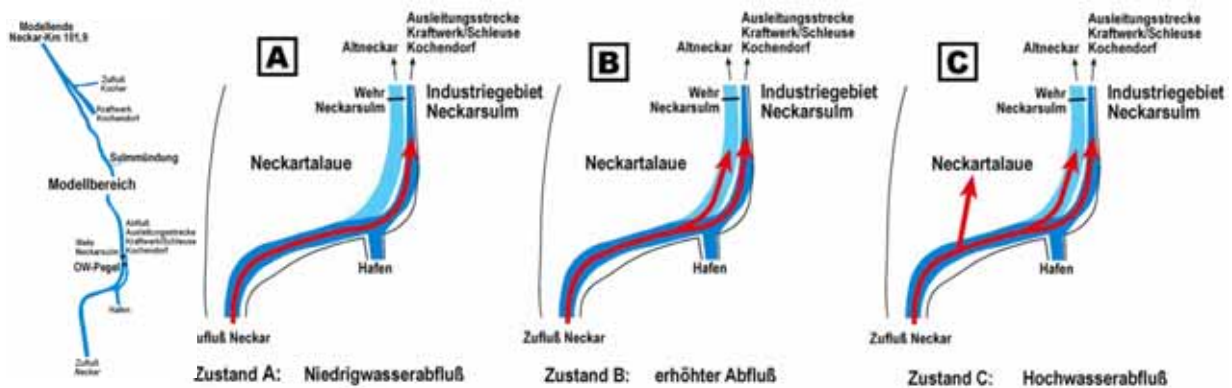 Modellende
Neckar-Km 101,9
Zufluß
Kocher
Kraftwerk
Kochendorf
Sulmmündung
Modellbereich
Abfluß
Ausleitungsstrecke
Kraftwerk/Schleuse
Kochendorf
Neckarsulm
OW-Pegel
Hafen
Zufluß
Neckar
A
Altneckar
Ausleitungsstrecke
Kraftwerk/Schleuse
Kochendorf
Wehr
Neckarsulm
Industriegebiet
Neckarsulm
Neckartalaue
Hafen
ufluß Neckar
Zustand A: Niedrigwasserabfluß
B
Altneckar
Ausleitungsstrecke
Kraftwerk/Schleuse
Kochendorf
Wehr
Neckarsulm
Industriegebiet
Neckarsulm
Neckartalaue
Hafen
Zufluß Neckar
Zustand B: erhöhter Abfluß
C
Altneckar
Ausleitungsstrecke
Kraftwerk/Schleuse
Kochendorf
Wehr
Neckarsulm
Industriegebiet
Neckarsulm
Neckartalaue
Hafen
Zufluß Neckar
Zustand C: Hochwasserabfluß